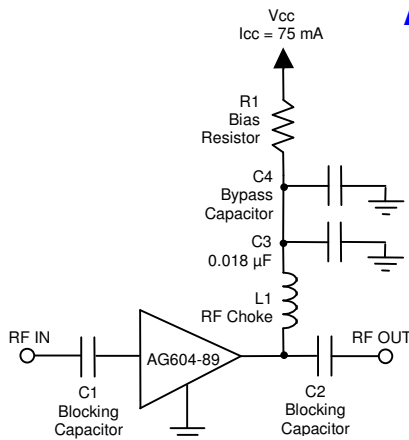 Vcc
Icc = 75 mA
R1
Bias
Resistor
C4
Bypass
Capacitor
C3
0.018 µF
L1
RF Choke
RF IN
AG604-89
RF OUT
C1
Blocking
Capacitor
C2
Blocking
Capacitor